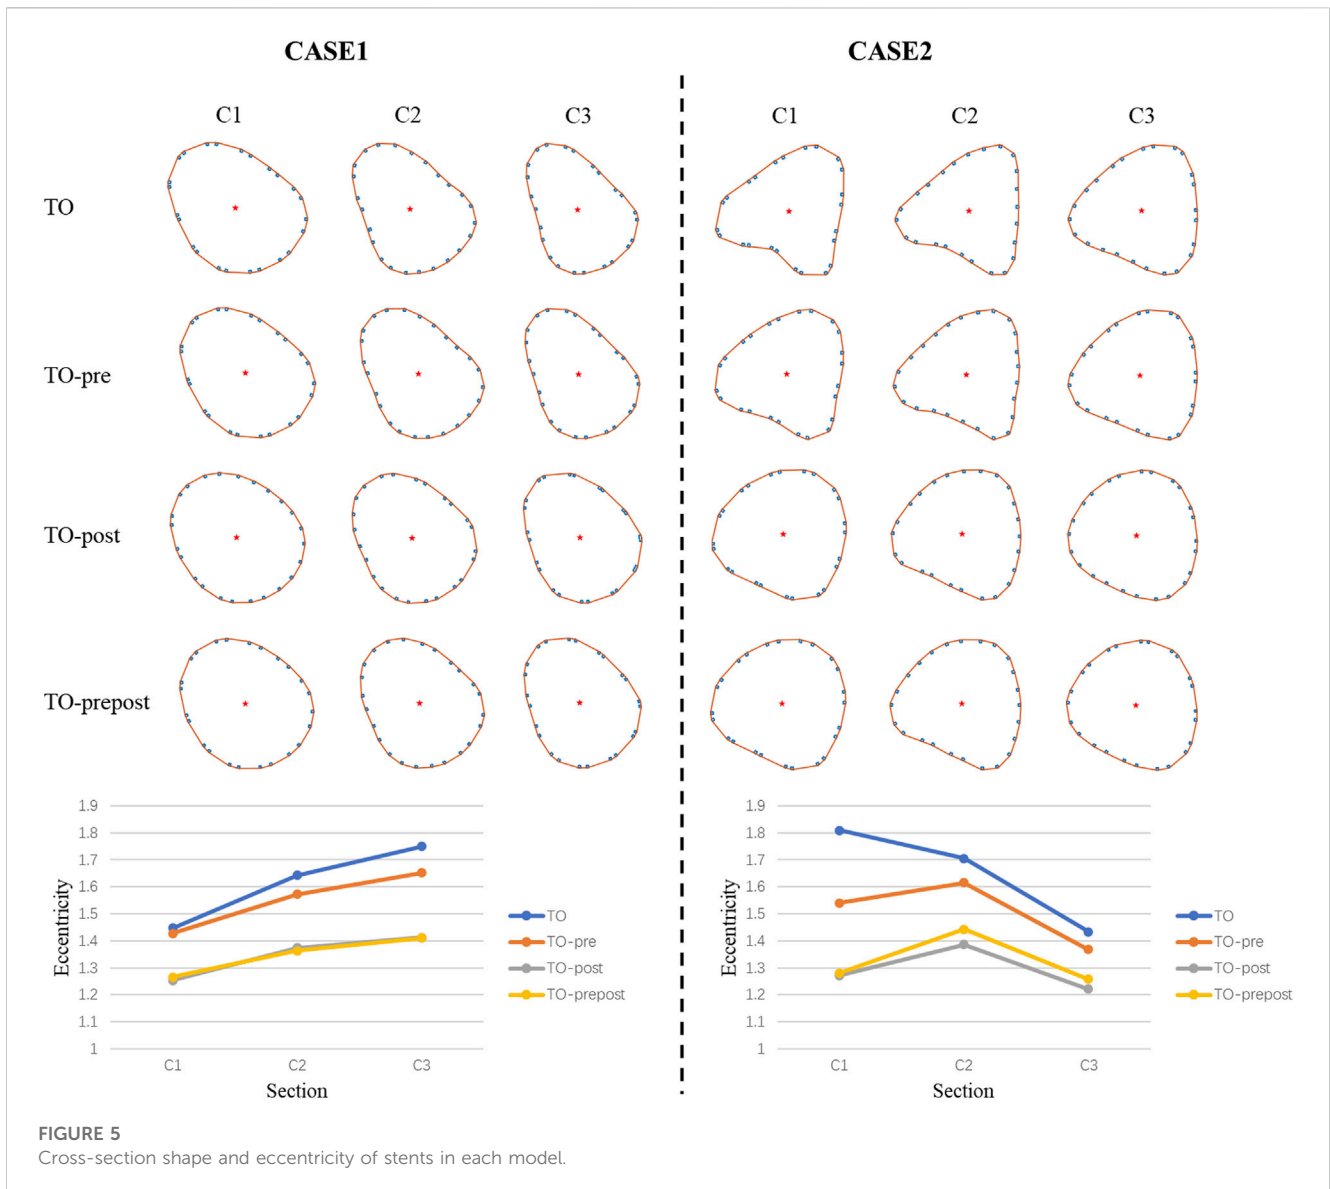 CASE1 CASE2
C1 C2 C3 C1 C2 C3
TO
TO-pre
TO-post
TO-prepost
1.9
1.8
1.7
1.6
1.5
1.4
1.3
1.2
1.1
1
Eccentricity
C1 C2 C3
Section
TO
TO-pre
TO-post
TO-prepost
1.9
1.8
1.7
1.6
1.5
1.4
1.3
1.2
1.1
1
Eccentricity
C1 C2 C3
Section
TO
TO-pre
TO-post
TO-prepost
FIGURE 5
Cross-section shape and eccentricity of stents in each model.